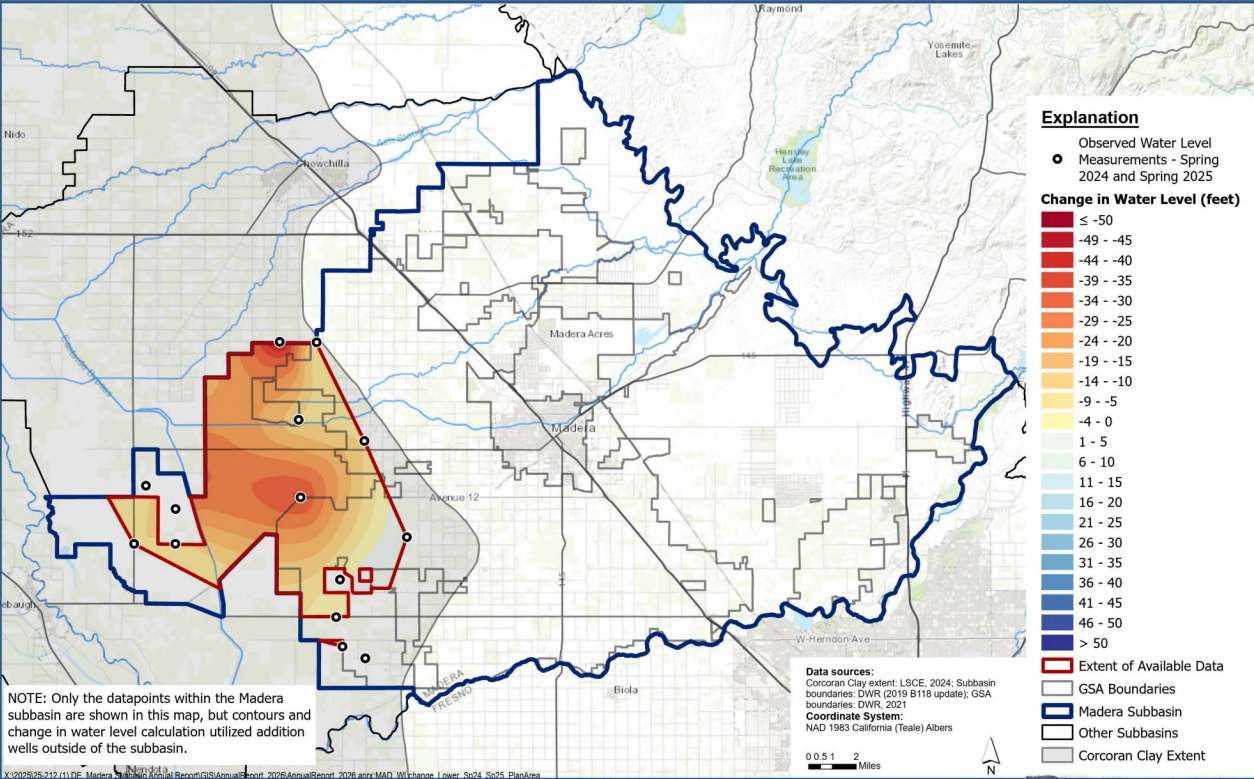 Raymond
Yosemite
Lakes
Nido
Ash Slough
Chowchilla
Hensley
Lake
Recreation
Area
152
Eastside Bypass
Madera Acres
145
Madera
Avenue 12
ebaugh
W Herndon Ave
MADERA
FRESNO
Biola
Mendota
Explanation
Observed Water Level
Measurements - Spring
2024 and Spring 2025
Change in Water Level (feet)
≤ -50
-49 - -45
-44 - -40
-39 - -35
-34 - -30
-29 - -25
-24 - -20
-19 - -15
-14 - -10
-9 - -5
-4 - 0
1 - 5
6 - 10
11 - 15
16 - 20
21 - 25
26 - 30
31 - 35
36 - 40
41 - 45
46 - 50
> 50
Extent of Available Data
GSA Boundaries
Madera Subbasin
Other Subbasins
Corcoran Clay Extent
NOTE: Only the datapoints within the Madera
subbasin are shown in this map, but contours and
change in water level calculation utilized addition
wells outside of the subbasin.
Data sources:
Corcoran Clay extent: LSCE, 2024; Subbasin
boundaries: DWR (2019 B118 update); GSA
boundaries: DWR, 2021
Coordinate System:
NAD 1983 California (Teale) Albers
0 0.5 1 2
Miles
N